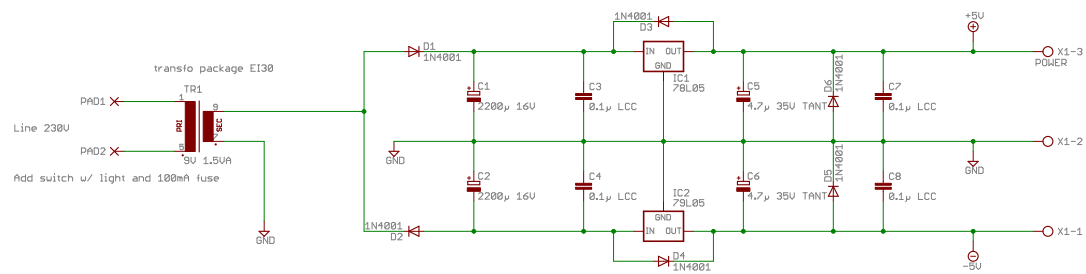 transfo package EI30
TR1
PAD1
1
9
Line 230V
PRI
SEC
PAD2
5
7
9V 1.5VA
Add switch w/ light and 100mA fuse
GND
D1
1N4001
1N4001
D2
C1
2200µ 16V
C3
0.1µ LCC
1N4001
D3
IN OUT
GND
IC1
78L05
C5
4.7µ 35V TANT
D6
1N4001
C7
0.1µ LCC
+5V
X1-3
POWER
GND
X1-2
GND
C2
2200µ 16V
C4
0.1µ LCC
IC2
79L05
GND
IN OUT
D4
1N4001
C6
4.7µ 35V TANT
D5
1N4001
C8
0.1µ LCC
X1-1
-5V